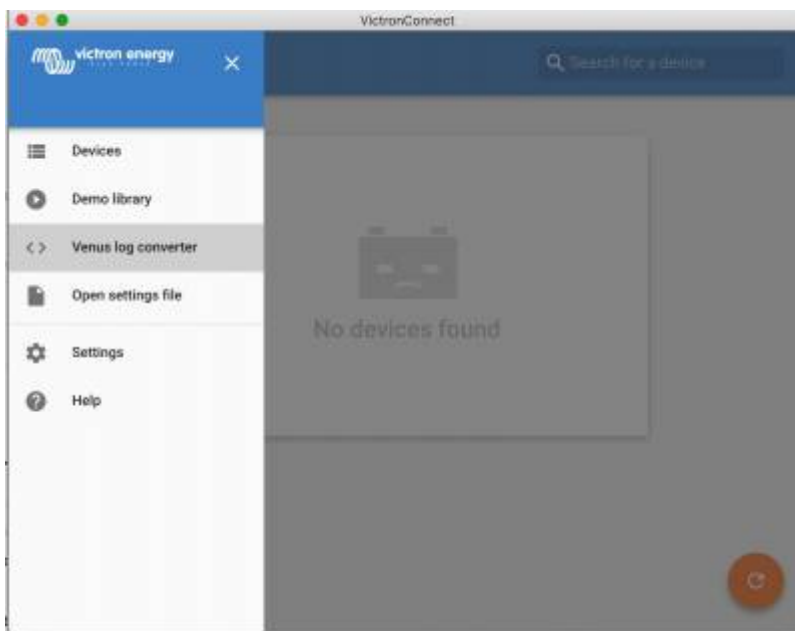 VictronConnect
victron energy
Search for a device
Devices
Demo library
Venus log converter
Open settings file
No devices found
Settings
Help